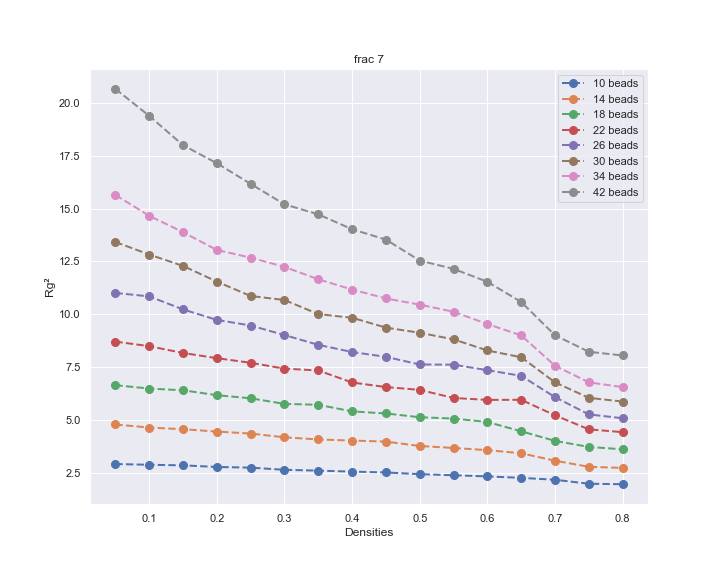 frac 7
Rg²
20.0
17.5
15.0
12.5
10.0
7.5
5.0
2.5
10 beads
14 beads
18 beads
22 beads
26 beads
30 beads
34 beads
42 beads
0.1 0.2 0.3 0.4 0.5 0.6 0.7 0.8
Densities